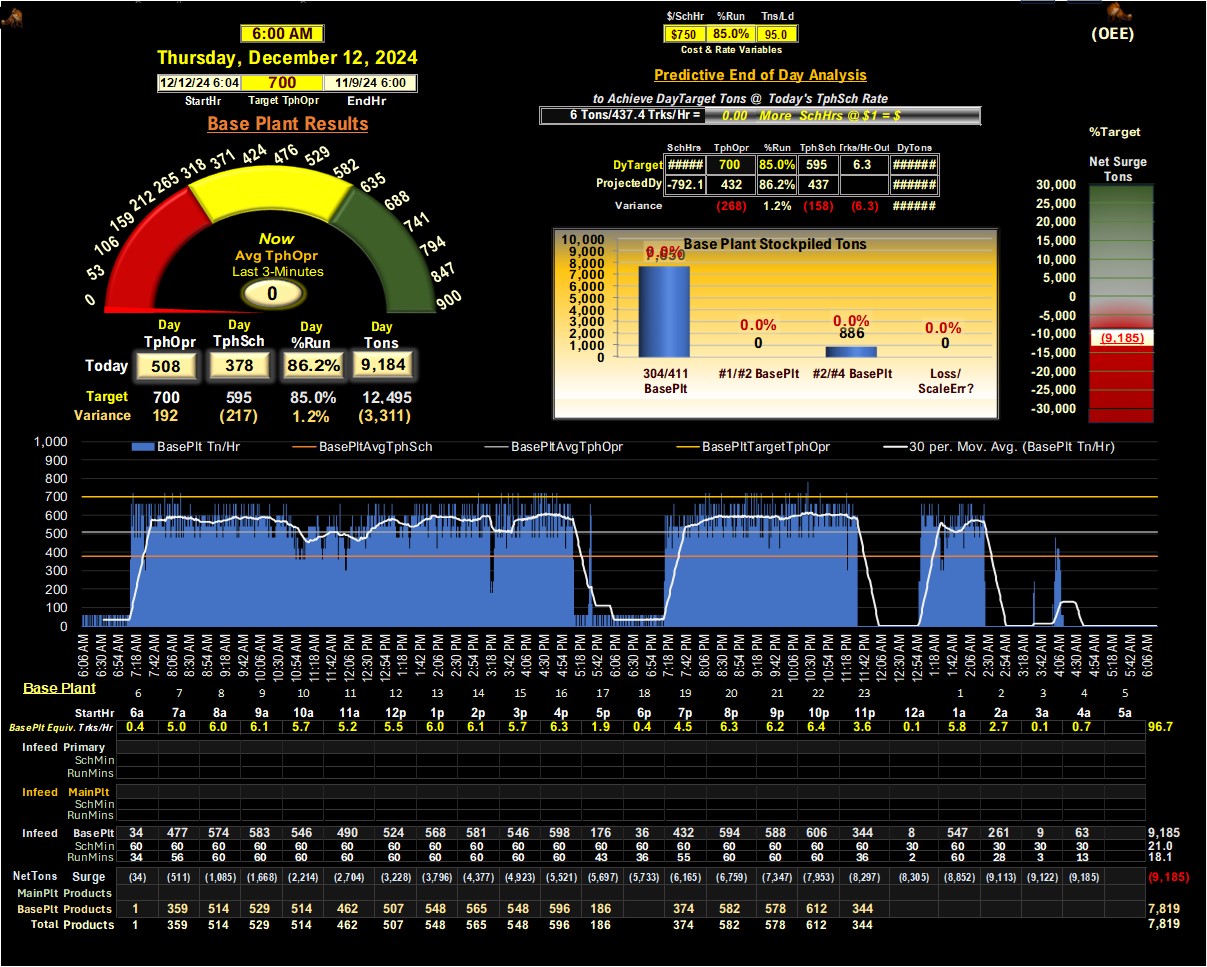 $/SchHr %Run Tns/Ld
6:00 AM $750 85.0% 95.0 (OEE)
Cost & Rate Variables
Thursday, December 12, 2024
Predictive End of Day Analysis
12/12/24 6:04 700 11/9/24 6:00
StartHr Target TphOpr EndHr
to Achieve DayTarget Tons @ Today's TphSch Rate
6 Tons/437.4 Trks/Hr = 0.00 More SchHrs @ $1 = $
Base Plant Results
%Target
SchHrs TphOpr %Run Tph Sch Trks/Hr-Out DyTons
DyTarget ##### 700 85.0% 595 6.3 ######
ProjectedDy -792.1 432 86.2% 437 ######
Variance (268) 1.2% (158) (6.3) ######
Net Surge
Tons
30,000
25,000
20,000
15,000
10,000
5,000
0
-5,000
-10,000
(9,185)
-15,000
-20,000
-25,000
-30,000
0 53 106 159 212 265 318 371 424 476 529 582 635 688 741 794 847 900
Now
Avg TphOpr
Last 3-Minutes
0
Base Plant Stockpiled Tons
10,000
9,000
8,000
7,000
6,000
5,000
4,000
3,000
2,000
1,000
0
0.0% 0.0% 0.0% 0.0%
0 886 0
304/411 #1/#2 BasePlt #2/#4 BasePlt Loss/
BasePlt ScaleErr?
Day Day Day Day
TphOpr TphSch %Run Tons
Today 508 378 86.2% 9,184
Target 700 595 85.0% 12,495
Variance 192 (217) 1.2% (3,311)
BasePlt Tn/Hr BasePltAvgTphSch BasePltAvgTphOpr BasePltTargetTphOpr 30 per. Mov. Avg. (BasePlt Tn/Hr)
1,000
900
800
700
600
500
400
300
200
100
0
6:06 AM 6:30 AM 6:54 AM 7:18 AM 7:42 AM 8:06 AM 8:30 AM 8:54 AM 9:18 AM 9:42 AM 10:06 AM 10:30 AM 10:54 AM 11:18 AM 11:42 AM 12:06 PM 12:30 PM 12:54 PM 1:18 PM 1:42 PM 2:06 PM 2:30 PM 2:54 PM 3:18 PM 3:42 PM 4:06 PM 4:30 PM 4:54 PM 5:18 PM 5:42 PM 6:06 PM 6:30 PM 6:54 PM 7:18 PM 7:42 PM 8:06 PM 8:30 PM 8:54 PM 9:18 PM 9:42 PM 10:06 PM 10:30 PM 10:54 PM 11:18 PM 11:42 PM 12:06 AM 12:30 AM 12:54 AM 1:18 AM 1:42 AM 2:06 AM 2:30 AM 2:54 AM 3:18 AM 3:42 AM 4:06 AM 4:30 AM 4:54 AM 5:18 AM 5:42 AM 6:06 AM
Base Plant 6 7 8 9 10 11 12 13 14 15 16 17 18 19 20 21 22 23 1 2 3 4 5
StartHr 6a 7a 8a 9a 10a 11a 12p 1p 2p 3p 4p 5p 6p 7p 8p 9p 10p 11p 12a 1a 2a 3a 4a 5a
BasePlt Equiv. Trks/Hr 0.4 5.0 6.0 6.1 5.7 5.2 5.5 6.0 6.1 5.7 6.3 1.9 0.4 4.5 6.3 6.2 6.4 3.6 0.1 5.8 2.7 0.1 0.7 96.7
Infeed Primary
SchMin
RunMins
Infeed MainPlt
SchMin
RunMins
Infeed BasePlt 34 477 574 583 546 490 524 568 581 546 598 176 36 432 594 588 606 344 8 547 261 9 63 9,185
SchMin 60 60 60 60 60 60 60 60 60 60 60 60 60 60 60 60 60 60 30 60 30 30 30 21.0
RunMins 34 56 60 60 60 60 60 60 60 60 60 43 36 55 60 60 60 36 2 60 28 3 13 18.1
NetTons Surge (34) (511) (1,085) (1,668) (2,214) (2,704) (3,228) (3,796) (4,377) (4,923) (5,521) (5,697) (5,733) (6,165) (6,759) (7,347) (7,953) (8,297) (8,305) (8,852) (9,113) (9,122) (9,185) (9,185)
MainPlt Products
BasePlt Products 1 359 514 529 514 462 507 548 565 548 596 186 374 582 578 612 344 7,819
Total Products 1 359 514 529 514 462 507 548 565 548 596 186 374 582 578 612 344 7,819